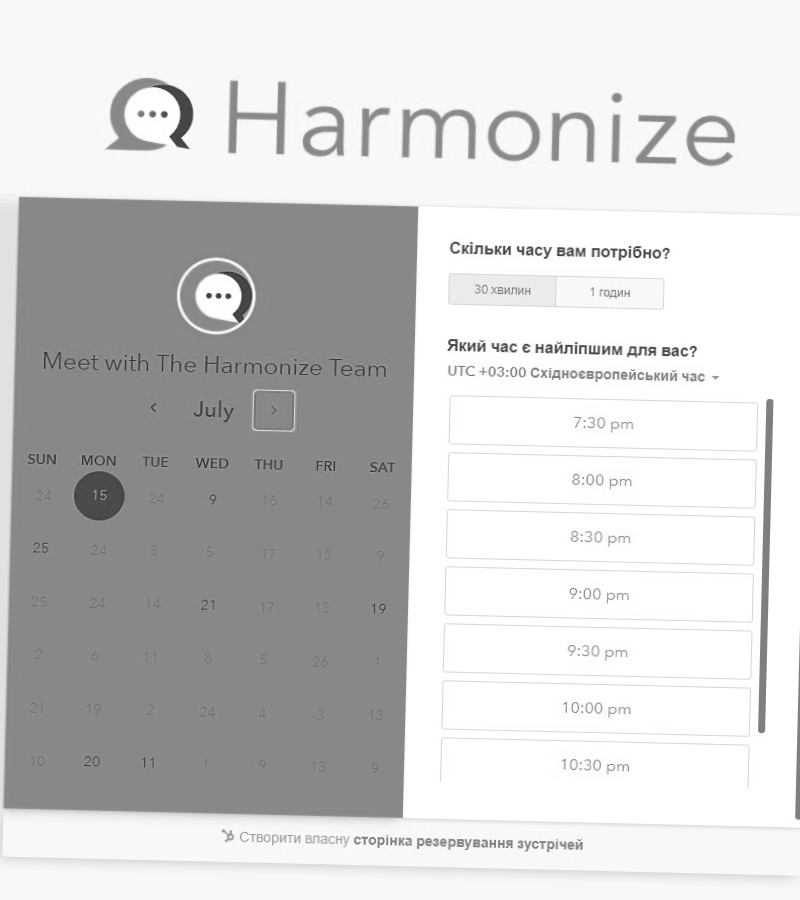 Harmonize
Meet with The Harmonize Team
July
SUN MON TUE WED THU FRI SAT
24 15 24 9 16 14 26
25 24 8 5 17 15 9
25 24 14 21 17 13 19
2 6 11 8 5 26 1
21 19 2 24 4 3 13
10 20 11 1 9 13 9
Скільки часу вам потрібно?
30 хвилин 1 годин
Який час є найліпшим для вас?
UTC +03:00 Східноєвропейський час
7:30 pm
8:00 pm
8:30 pm
9:00 pm
9:30 pm
10:00 pm
10:30 pm
Створити власну сторінка резервування зустрічей